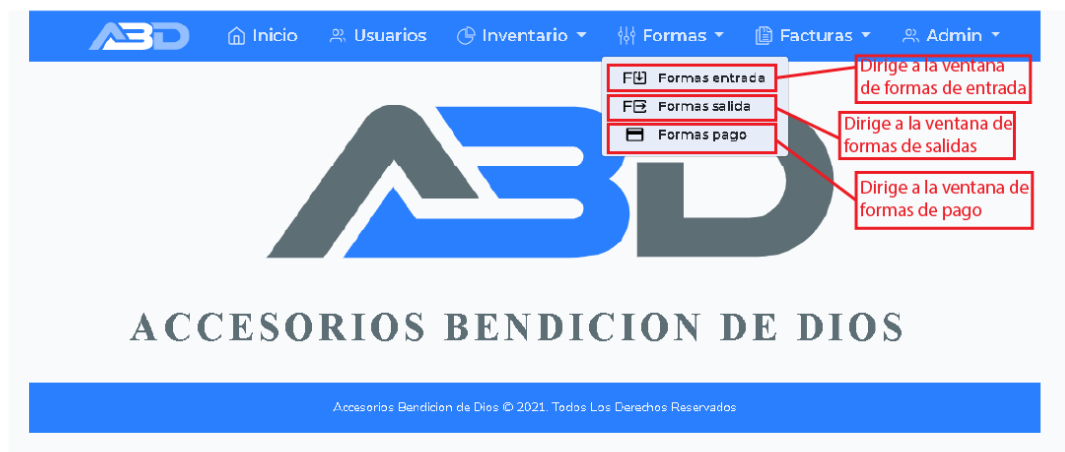 ABD Inicio Usuarios Inventario Formas Facturas Admin
Formas entrada
Formas salida
Formas pago
Dirige a la ventana
de formas de entrada
Dirige a la ventana de
formas de salidas
Dirige a la ventana de
formas de pago
ABD
ACCESORIOS BENDICION DE DIOS
Accesorios Bendicion de Dios © 2021. Todos Los Derechos Reservados